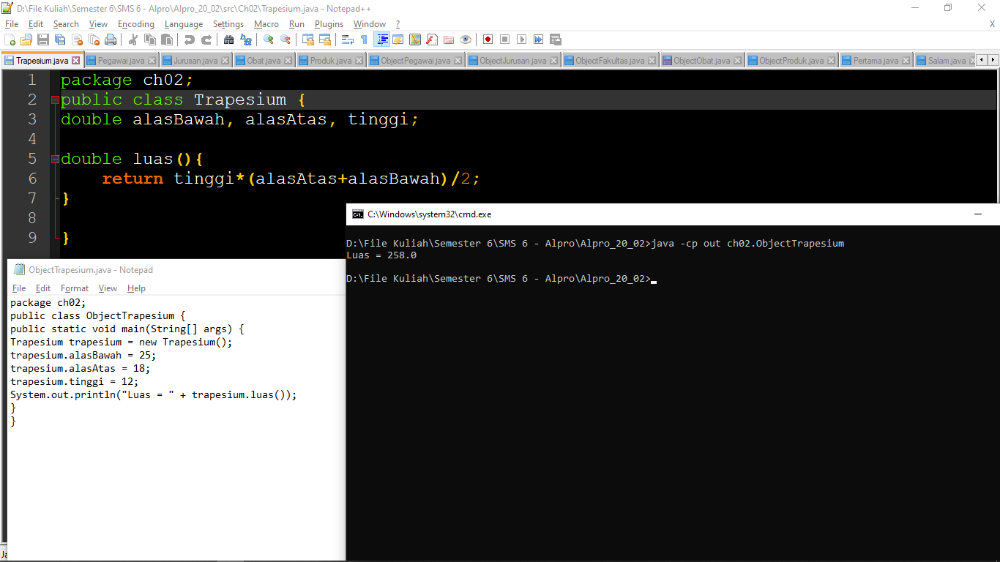 D:\File Kuliah\Semester 6\SMS 6 - Alpro\Alpro_20_02\src\Ch02\Trapesium.java - Notepad++
File Edit Search View Encoding Language Settings Macro Run Plugins Window ? X
Trapesium.java Pegawai.java Jurusan.java Obat.java Produk.java ObjectPegawai.java ObjectJurusan.java ObjectFakultas.java ObjectObat.java ObjectProduk.java Pertama.java Salam.java
1 package ch02;
2 public class Trapesium {
3 double alasBawah, alasAtas, tinggi;
4
5 double luas(){
6 return tinggi*(alasAtas+alasBawah)/2;
7 }
8
9 }
C:\Windows\system32\cmd.exe
D:\File Kuliah\Semester 6\SMS 6 - Alpro\Alpro_20_02>java -cp out ch02.ObjectTrapesium
Luas = 258.0
D:\File Kuliah\Semester 6\SMS 6 - Alpro\Alpro_20_02>
ObjectTrapesium.java - Notepad
File Edit Format View Help
package ch02;
public class ObjectTrapesium {
public static void main(String[] args) {
Trapesium trapesium = new Trapesium();
trapesium.alasBawah = 25;
trapesium.alasAtas = 18;
trapesium.tinggi = 12;
System.out.println("Luas = " + trapesium.luas());
}
}